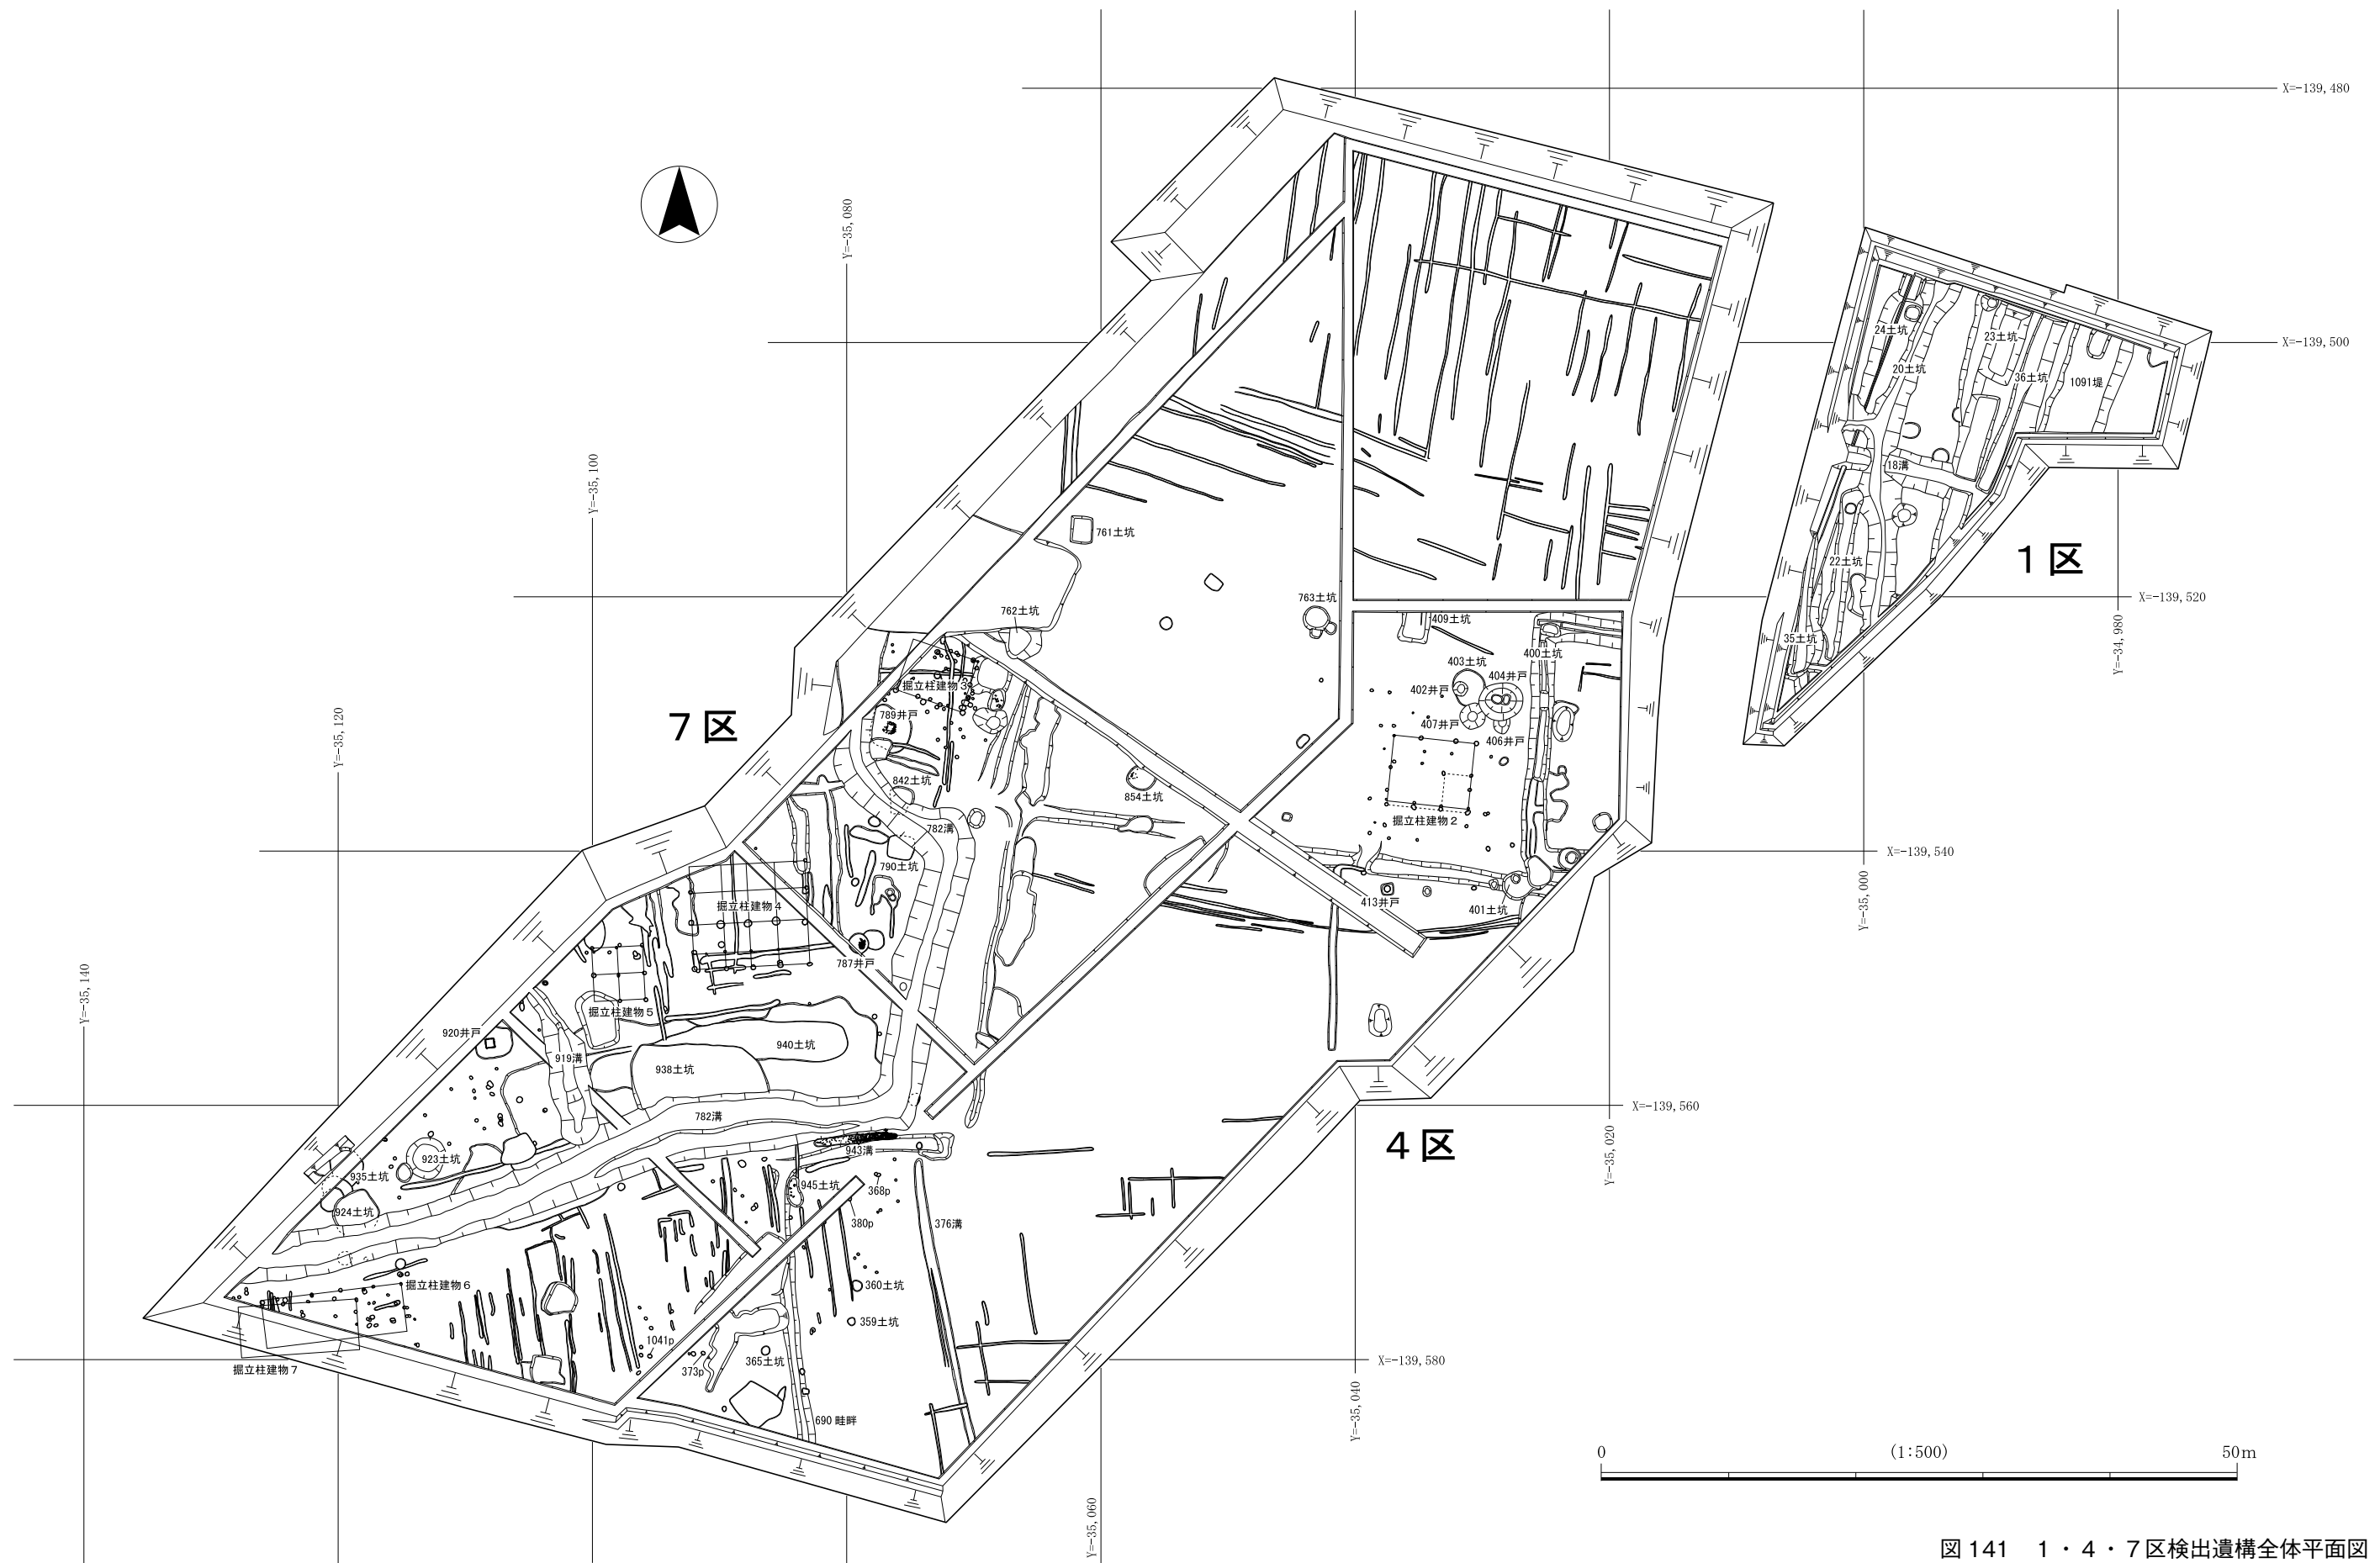 X=-139,480
Y=-35,080
24土坑
23土坑
X=-139,500
20土坑
36土坑
1091堤
Y=-35,100
18溝
761土坑
1区
22土坑
762土坑
763土坑
X=-139,520
409土坑
35土坑
400土坑
Y=-34,980
403土坑
404井戸
掘立柱建物3
402井戸
7区
789井戸
407井戸
406井戸
Y=-35,120
842土坑
854土坑
782溝
掘立柱建物2
X=-139,540
790土坑
掘立柱建物4
413井戸
401土坑
Y=-35,000
787井戸
Y=-35,140
掘立柱建物5
920井戸
919溝
940土坑
938土坑
782溝
X=-139,560
4区
943溝
Y=-35,020
923土坑
935土坑
945土坑
368p
924土坑
380p
376溝
掘立柱建物6
360土坑
359土坑
1041p
365土坑
X=-139,580
掘立柱建物7
373p
Y=-35,040
690畦畔
0
(1:500)
50m
Y=-35,060
図141 1・4・7区検出遺構全体平面図